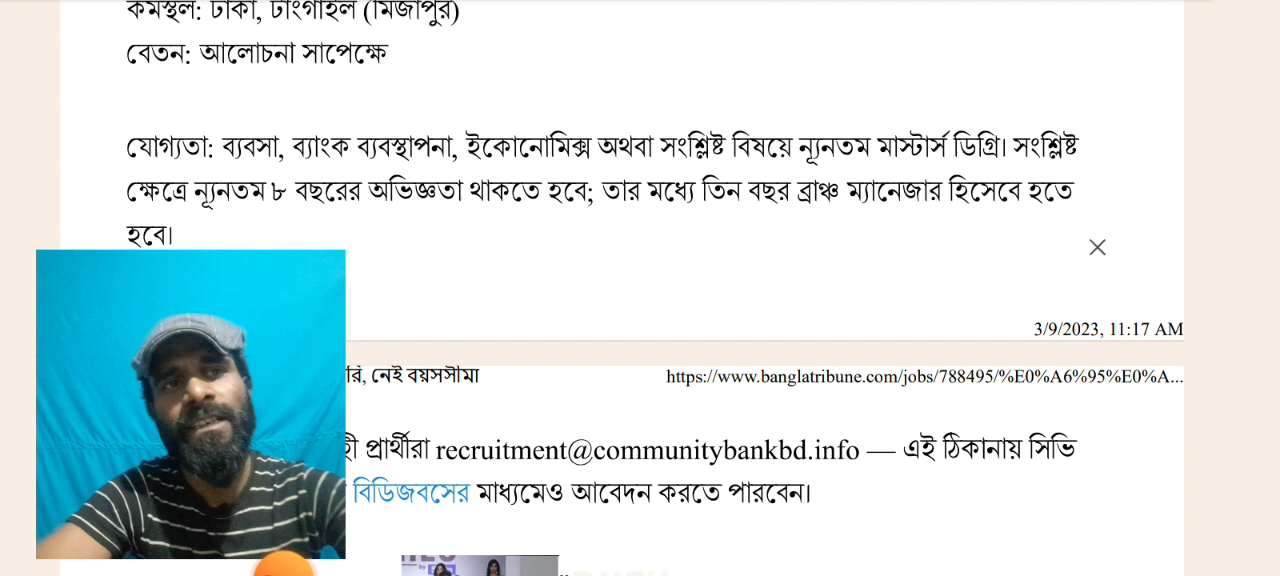 কর্মস্থল: ঢাকা, টাংগাইল (মির্জাপুর)
বেতন: আলোচনা সাপেক্ষে
যোগ্যতা: ব্যবসা, ব্যাংক ব্যবস্থাপনা, ইকোনোমিক্স অথবা সংশ্লিষ্ট বিষয়ে ন্যূনতম মাস্টার্স ডিগ্রি। সংশ্লিষ্ট
ক্ষেত্রে ন্যূনতম ৮ বছরের অভিজ্ঞতা থাকতে হবে; তার মধ্যে তিন বছর ব্রাঞ্চ ম্যানেজার হিসেবে হতে
হবে।
3/9/2023, 11:17 AM
নেই বয়সসীমা
https://www.banglatribune.com/jobs/788495/%E0%A6%95%E0%A...
প্রার্থীরা recruitment@communitybankbd.info — এই ঠিকানায় সিভি
বিডিজবসের মাধ্যমেও আবেদন করতে পারবেন।